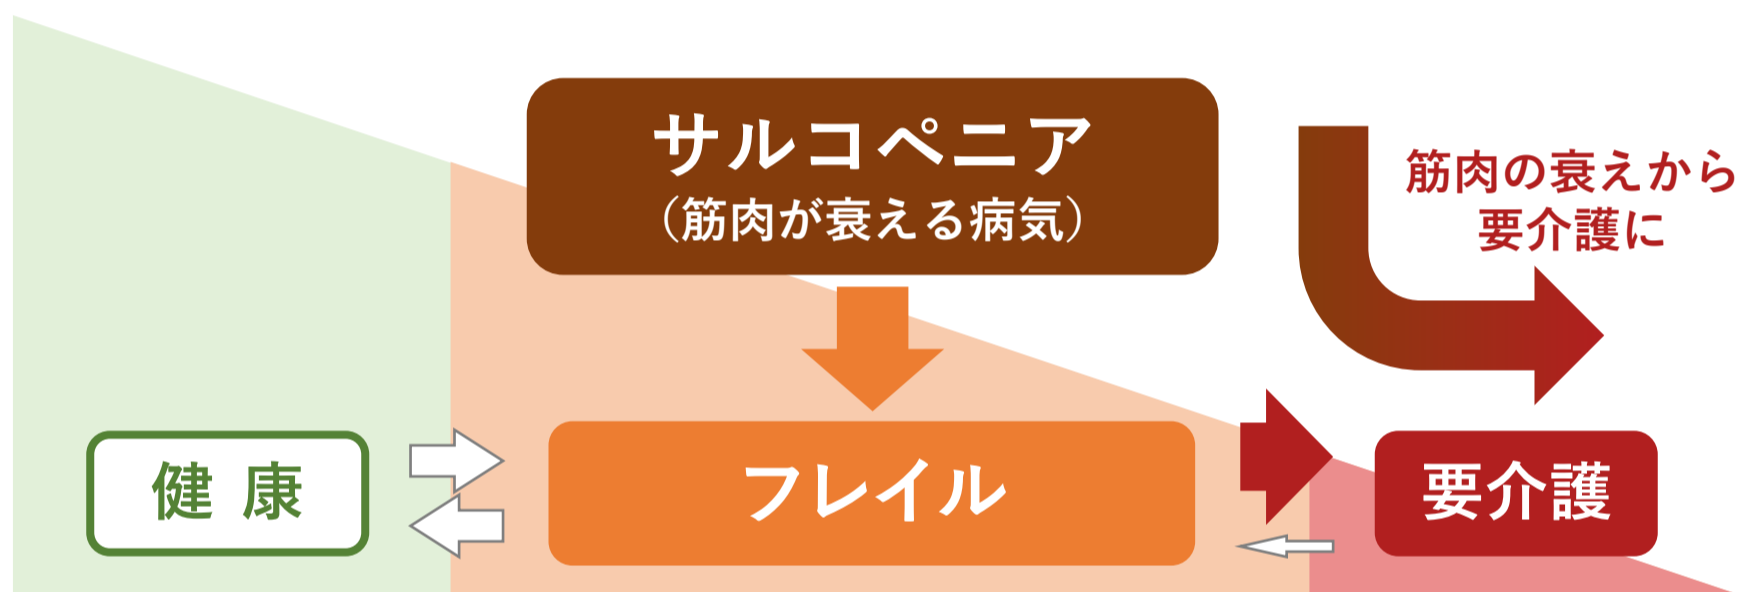 サルコペニア
（筋肉が衰える病気）
筋肉の衰えから
要介護に
健康
フレイル
要介護